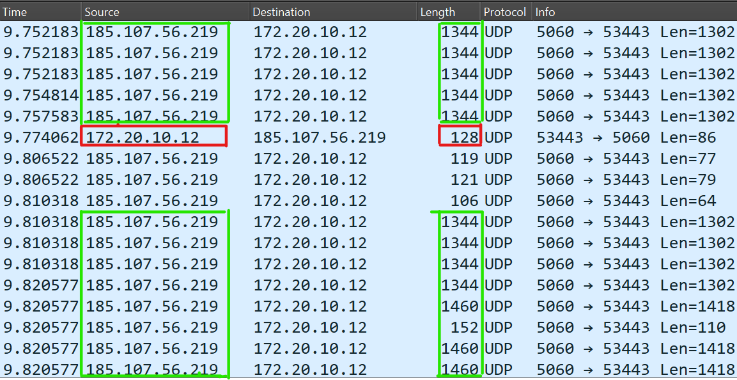 Time Source Destination Length Protocol Info
9.752183 185.107.56.219 172.20.10.12 1344 UDP 5060 → 53443 Len=1302
9.752183 185.107.56.219 172.20.10.12 1344 UDP 5060 → 53443 Len=1302
9.752183 185.107.56.219 172.20.10.12 1344 UDP 5060 → 53443 Len=1302
9.754814 185.107.56.219 172.20.10.12 1344 UDP 5060 → 53443 Len=1302
9.757583 185.107.56.219 172.20.10.12 1344 UDP 5060 → 53443 Len=1302
9.774062 172.20.10.12 185.107.56.219 128 UDP 53443 → 5060 Len=86
9.806522 185.107.56.219 172.20.10.12 119 UDP 5060 → 53443 Len=77
9.806522 185.107.56.219 172.20.10.12 121 UDP 5060 → 53443 Len=79
9.810318 185.107.56.219 172.20.10.12 106 UDP 5060 → 53443 Len=64
9.810318 185.107.56.219 172.20.10.12 1344 UDP 5060 → 53443 Len=1302
9.810318 185.107.56.219 172.20.10.12 1344 UDP 5060 → 53443 Len=1302
9.810318 185.107.56.219 172.20.10.12 1344 UDP 5060 → 53443 Len=1302
9.820577 185.107.56.219 172.20.10.12 1344 UDP 5060 → 53443 Len=1302
9.820577 185.107.56.219 172.20.10.12 1460 UDP 5060 → 53443 Len=1418
9.820577 185.107.56.219 172.20.10.12 152 UDP 5060 → 53443 Len=110
9.820577 185.107.56.219 172.20.10.12 1460 UDP 5060 → 53443 Len=1418
9.820577 185.107.56.219 172.20.10.12 1460 UDP 5060 → 53443 Len=1418